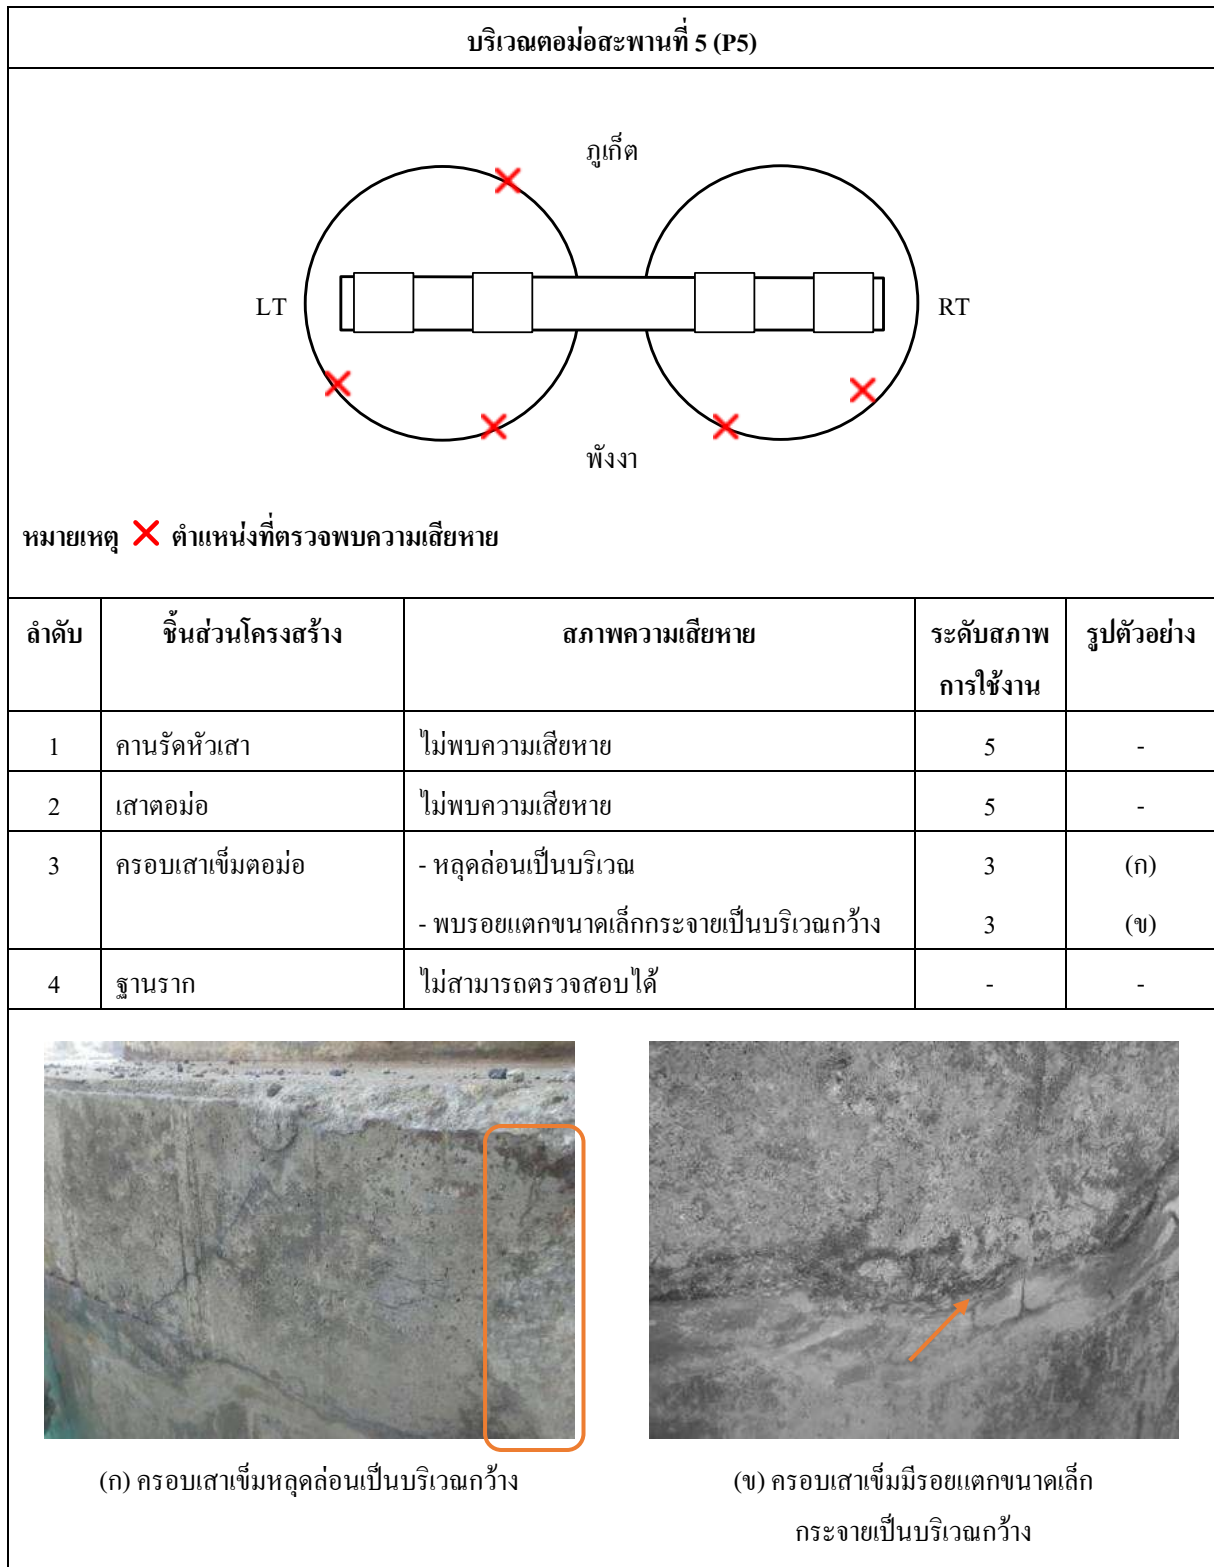 บริเวณตอม่อสะพานที่ 5 (P5)
ภูเก็ต
LT
RT
พังงา
หมายเหตุ ✕ ตำแหน่งที่ตรวจพบความเสียหาย
ลำดับ ชิ้นส่วนโครงสร้าง สภาพความเสียหาย ระดับสภาพ รูปตัวอย่าง
การใช้งาน
1 คานรัดหัวเสา ไม่พบความเสียหาย 5 -
2 เสาตอม่อ ไม่พบความเสียหาย 5 -
3 ครอบเสาเข็มตอม่อ - หลุดล่อนเป็นบริเวณ 3 (ก)
- พบรอยแตกขนาดเล็กกระจายเป็นบริเวณกว้าง 3 (ข)
4 ฐานราก ไม่สามารถตรวจสอบได้ - -
(ก) ครอบเสาเข็มหลุดล่อนเป็นบริเวณกว้าง
(ข) ครอบเสาเข็มมีรอยแตกขนาดเล็ก
กระจายเป็นบริเวณกว้าง